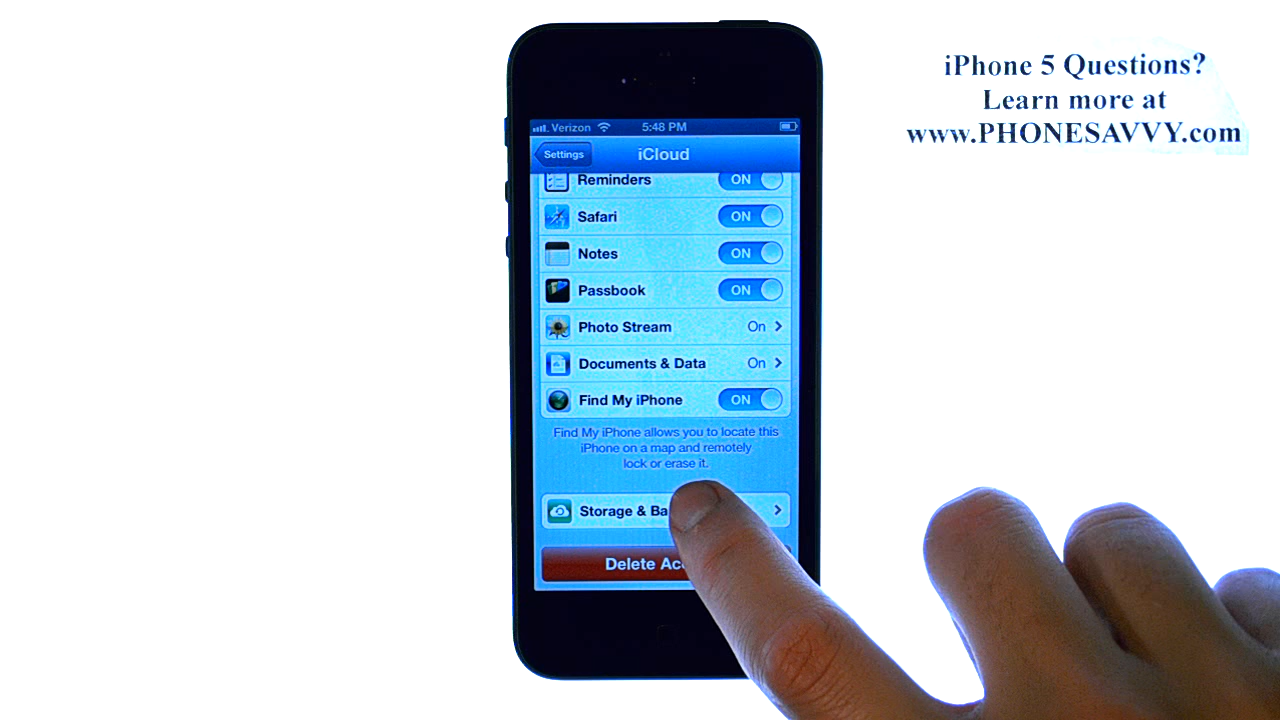 iPhone 5 Questions?
Learn more at
www.PHONESAVVY.com
Verizon 5:48 PM
Settings iCloud
Reminders ON
Safari ON
Notes ON
Passbook ON
Photo Stream On
Documents & Data On
Find My iPhone ON
Find My iPhone allows you to locate this
iPhone on a map and remotely
lock or erase it.
Storage &
Delete